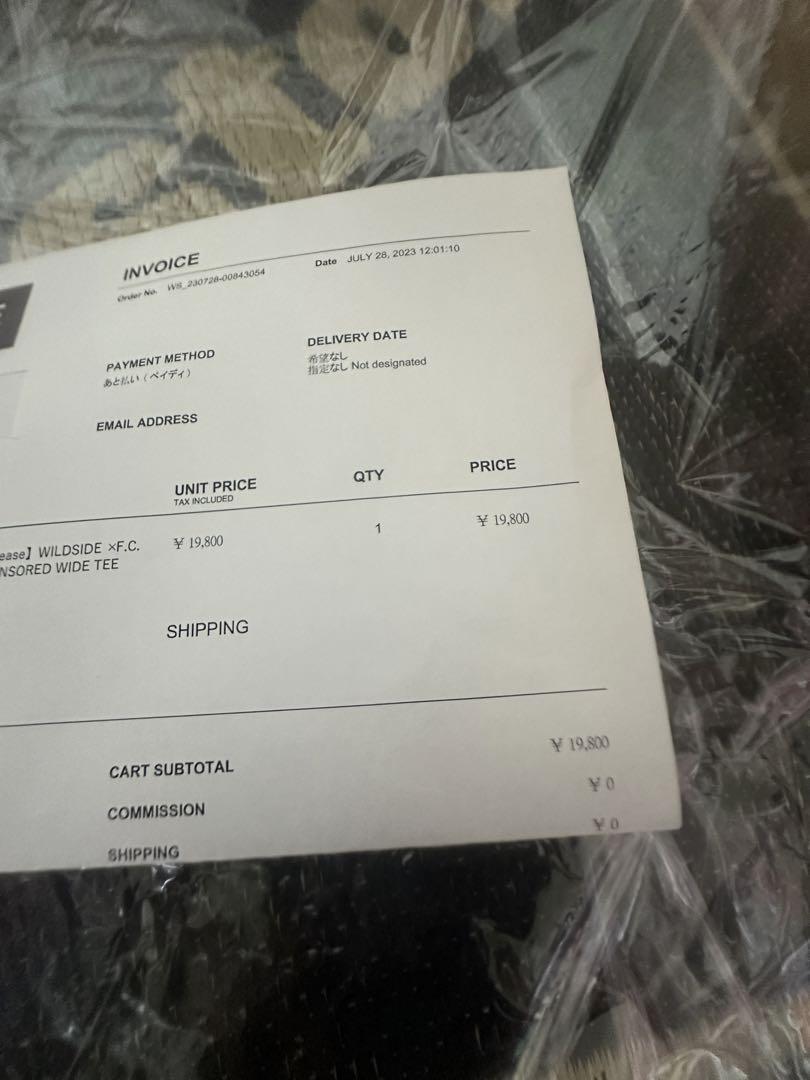 INVOICE
Order No. WS_230728-00843054
Date JULY 28, 2023 12:01:10
PAYMENT METHOD
あと払い（ペイディ）
DELIVERY DATE
希望なし
指定なし Not designated
EMAIL ADDRESS
UNIT PRICE
TAX INCLUDED
QTY
PRICE
ease】WILDSIDE ×F.C.
NSORED WIDE TEE
￥ 19,800
1
￥ 19,800
SHIPPING
CART SUBTOTAL
￥ 19,800
COMMISSION
￥ 0
SHIPPING
￥ 0